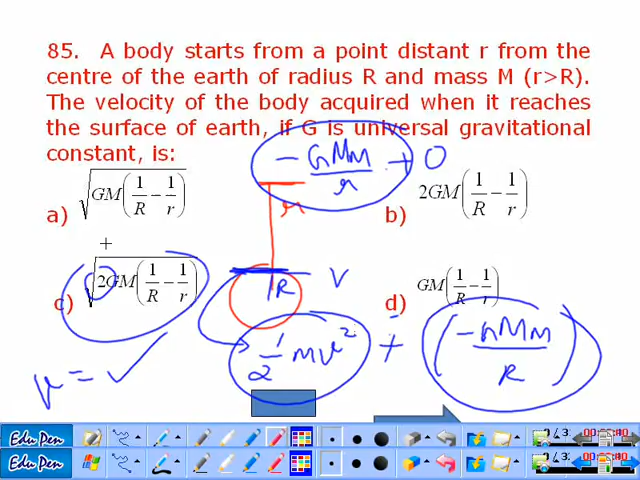 85. A body starts from a point distant r from the
centre of the earth of radius R and mass M (r>R).
The velocity of the body acquired when it reaches
the surface of earth, if G is universal gravitational
constant, is:
- GMm/r + 0
a) √(GM(1/R - 1/r))
b) 2GM(1/R - 1/r)
r
+
c) √(2GM(1/R - 1/r))
R
V
d) GM(1/R - 1/r)
1/2 mv² + (- GMm/R)
v = ✓
Edu Pen
Edu Pen